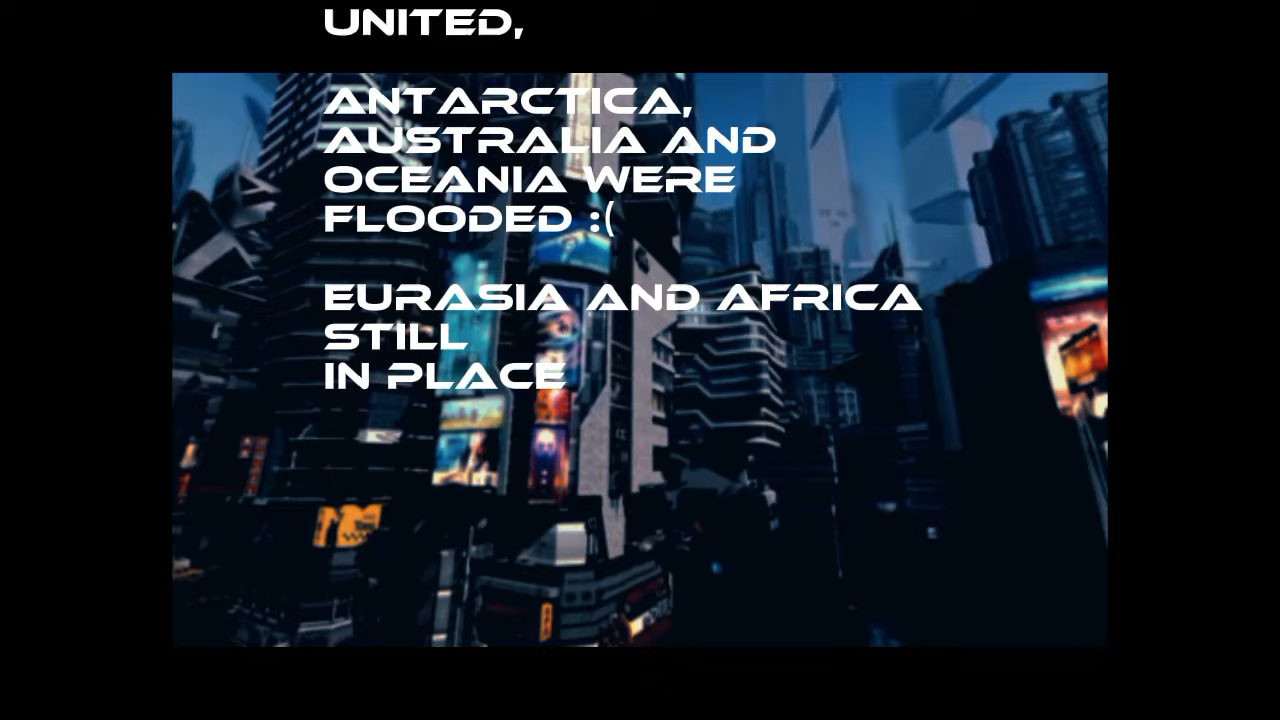 UNITED,
ANTARCTICA,
AUSTRALIA AND
OCEANIA WERE
FLOODED :(
EURASIA AND AFRICA
STILL
IN PLACE